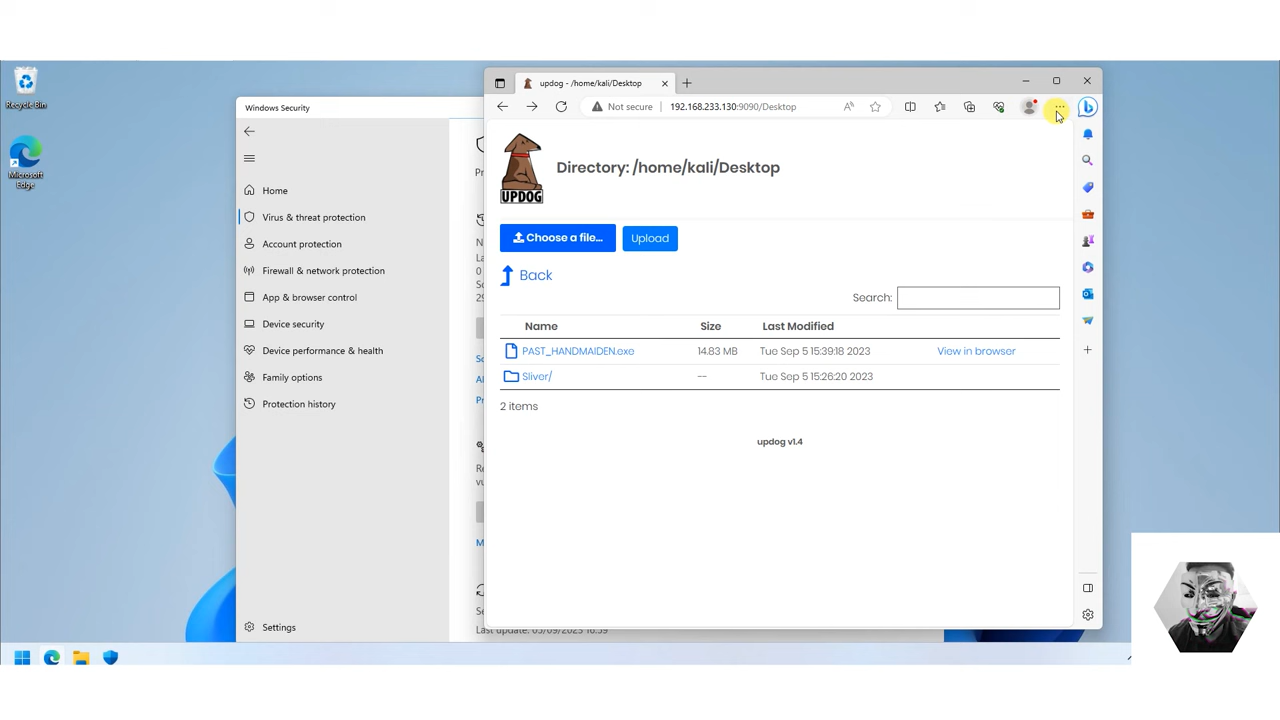 Recycle Bin
Microsoft
Edge
Windows Security
Home
Virus & threat protection
Account protection
Firewall & network protection
App & browser control
Device security
Device performance & health
Family options
Protection history
Settings
updog - /home/kali/Desktop
Not secure
192.168.233.130:9090/Desktop
UPDOG
Directory: /home/kali/Desktop
Choose a file...
Upload
Back
Search:
Name Size Last Modified
PAST_HANDMAIDEN.exe 14.83 MB Tue Sep 5 15:39:18 2023 View in browser
Sliver/ -- Tue Sep 5 15:26:20 2023
2 items
updog v1.4